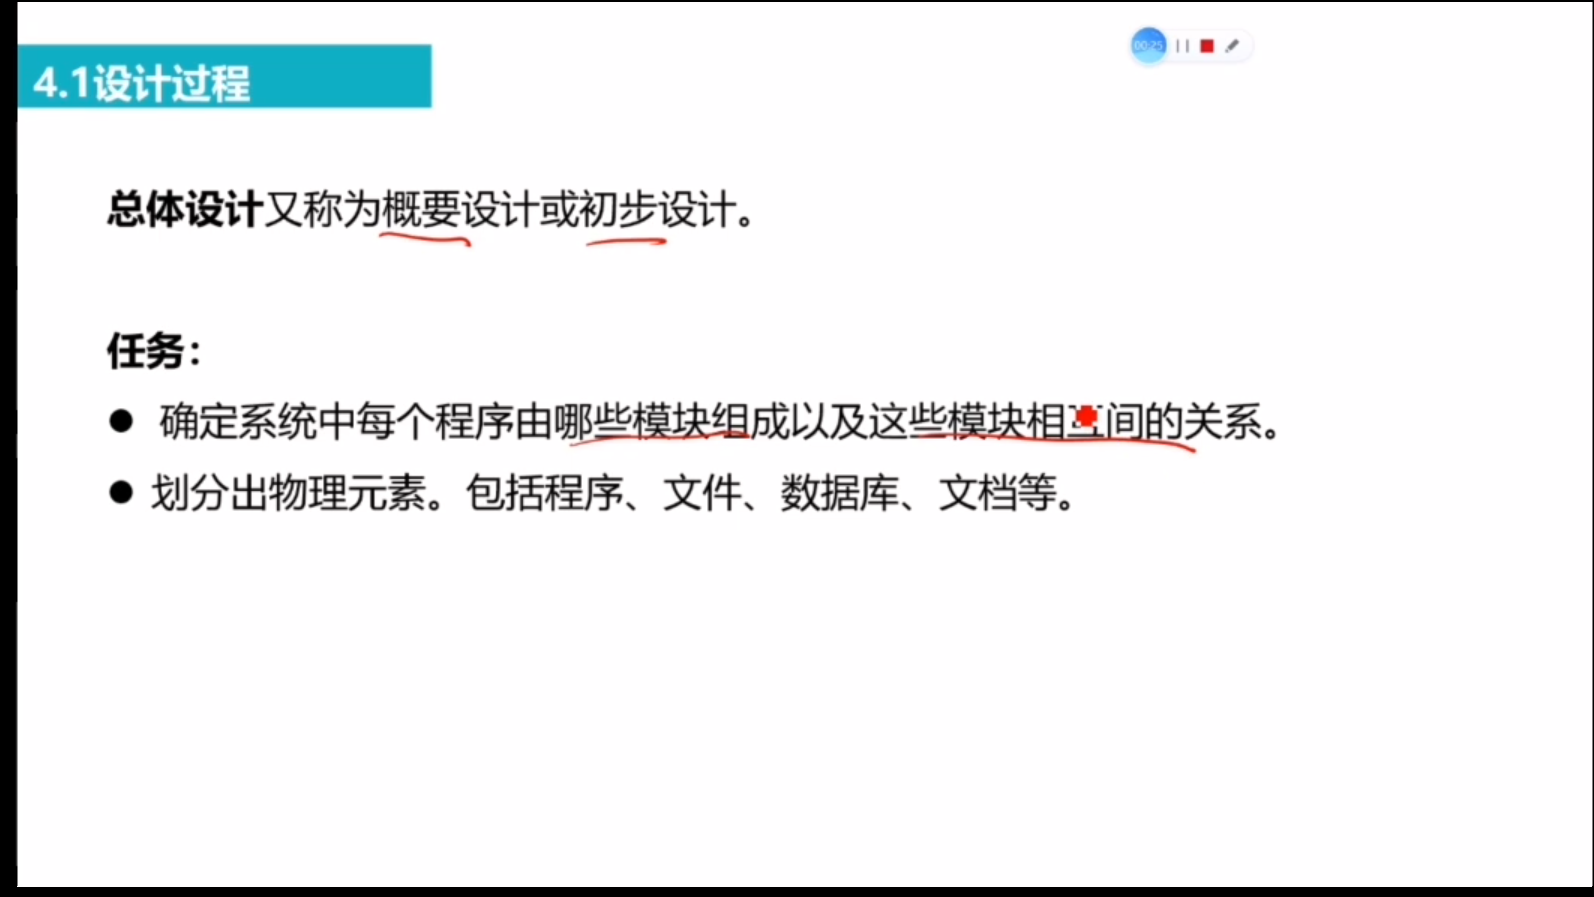 00:25
4.1设计过程
总体设计又称为概要设计或初步设计。
任务：
● 确定系统中每个程序由哪些模块组成以及这些模块相互间的关系。
● 划分出物理元素。包括程序、文件、数据库、文档等。